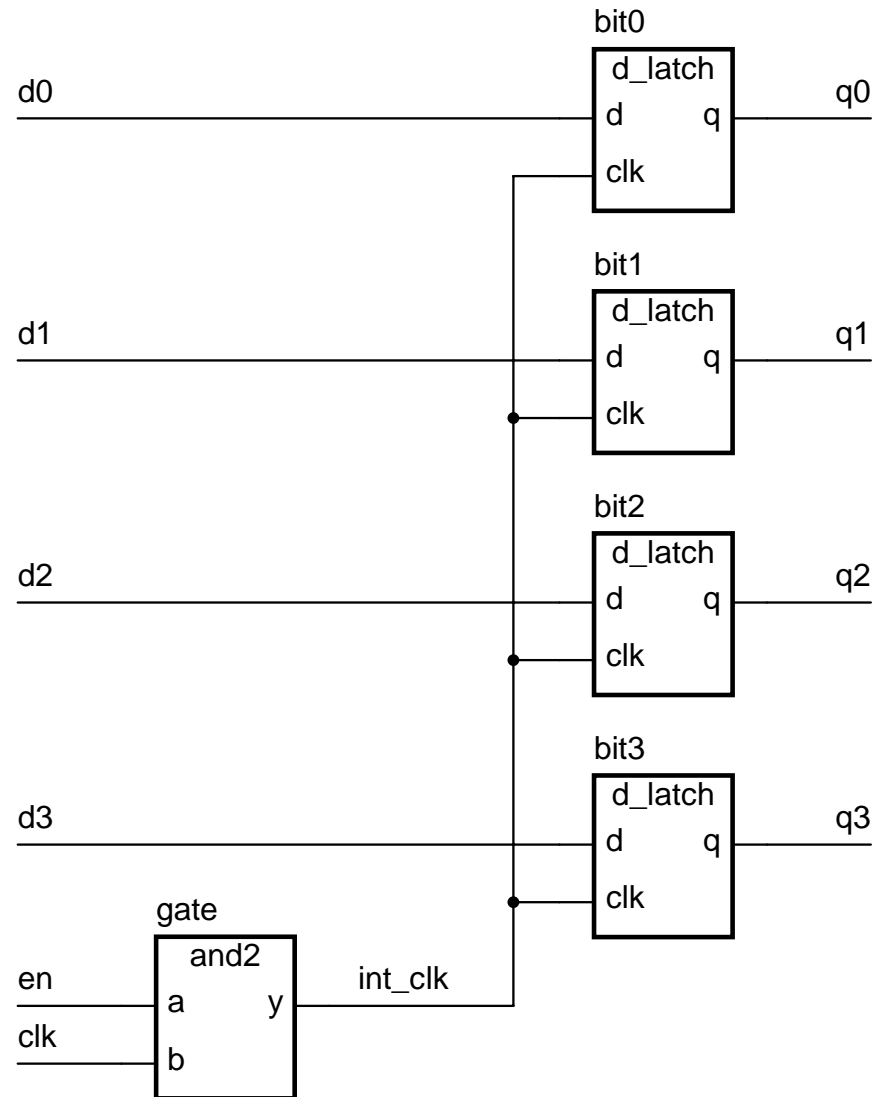 bit0
d_latch
d0
d q
q0
clk
bit1
d_latch
d1
d q
q1
clk
bit2
d_latch
d2
d q
q2
clk
bit3
d_latch
d3
d q
q3
clk
gate
and2
en
a y
int_clk
clk
b